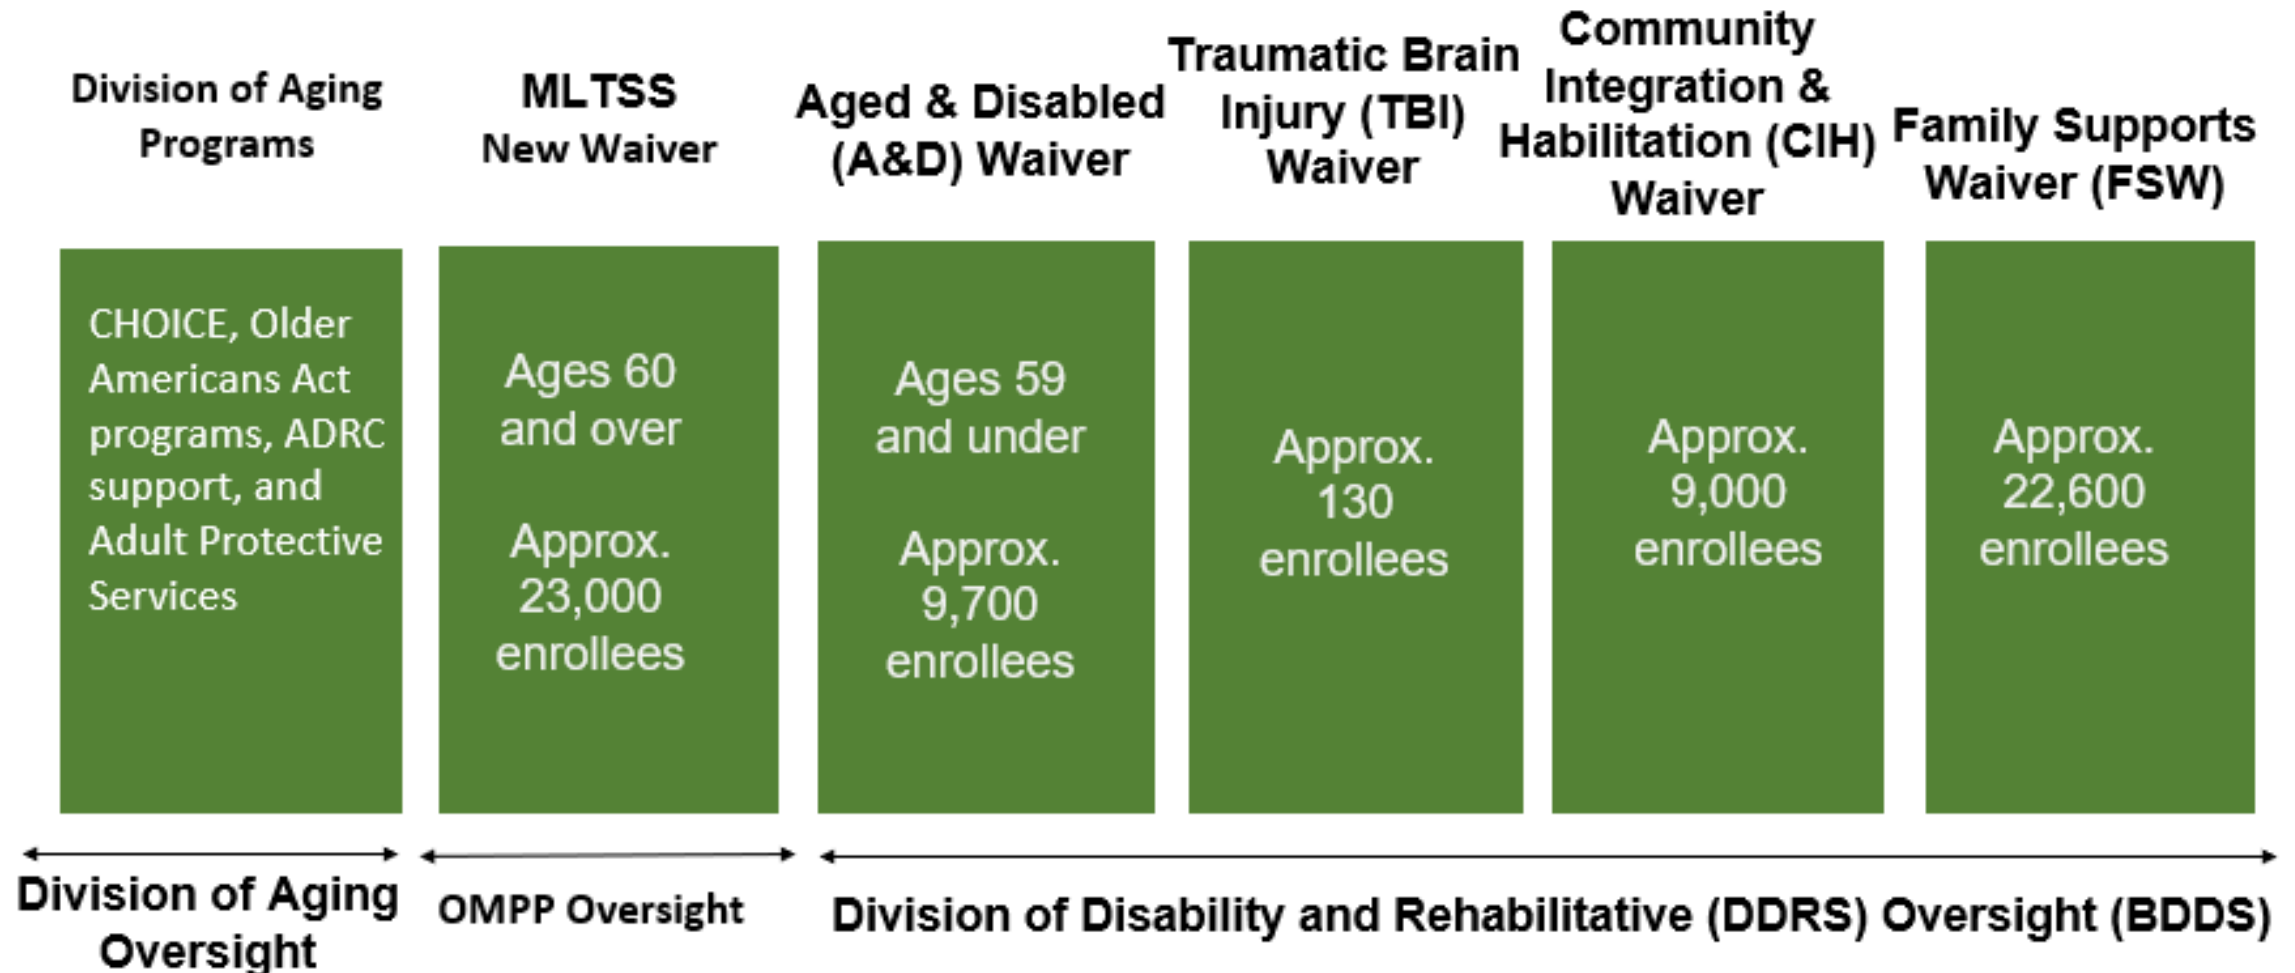 Division of Aging
Programs
MLTSS
New Waiver
Aged & Disabled
(A&D) Waiver
Traumatic Brain
Injury (TBI)
Waiver
Community
Integration &
Habilitation (CIH)
Waiver
Family Supports
Waiver (FSW)
CHOICE, Older
Americans Act
programs, ADRC
support, and
Adult Protective
Services
Ages 60
and over
Approx.
23,000
enrollees
Ages 59
and under
Approx.
9,700
enrollees
Approx.
130
enrollees
Approx.
9,000
enrollees
Approx.
22,600
enrollees
Division of Aging
Oversight
OMPP Oversight
Division of Disability and Rehabilitative (DDRS) Oversight (BDDS)